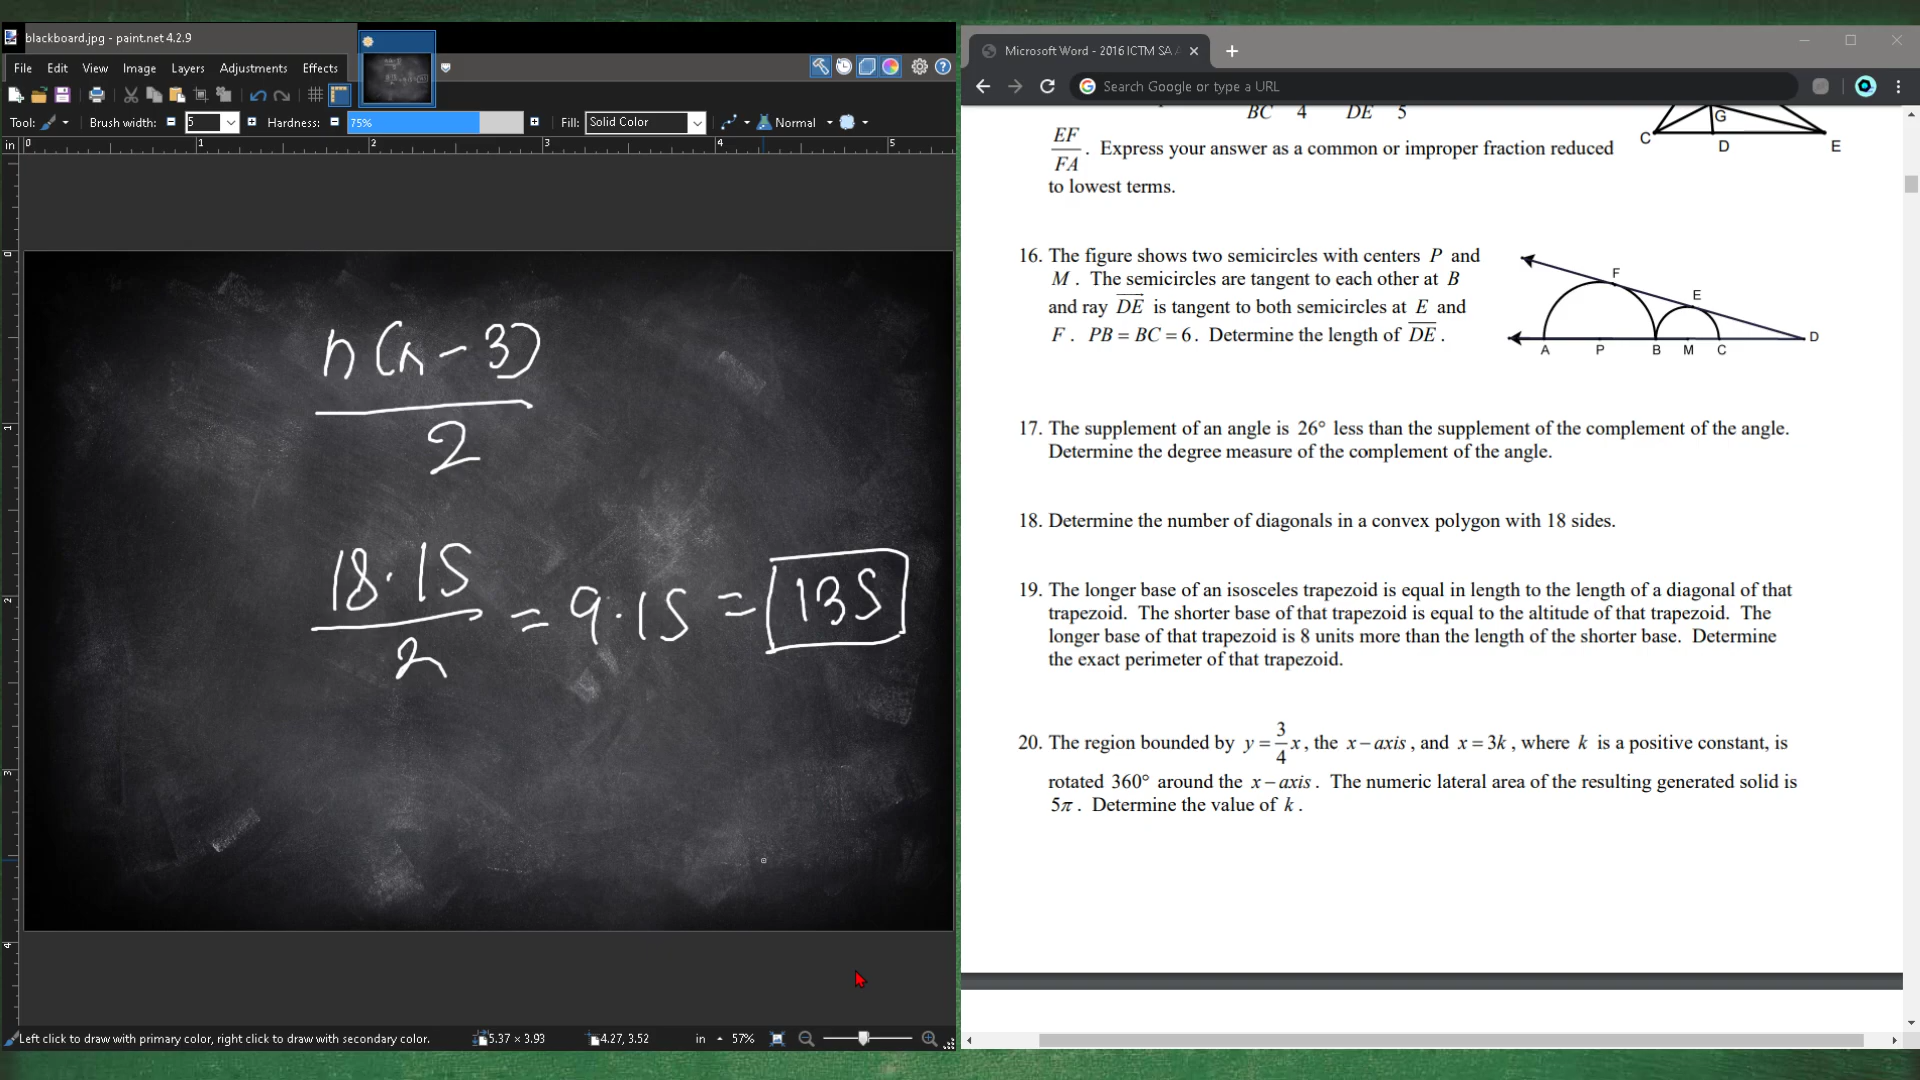 blackboard.jpg - paint.net 4.2.9
File Edit View Image Layers Adjustments Effects
Tool: Brush width: 5 Hardness: 75% Fill: Solid Color Normal
in 0 1 2 3 4 5
0
1
2
3
4
n(n-3)
2
18·15
2
= 9·15 = 135
Left click to draw with primary color, right click to draw with secondary color. 5.37 × 3.93 4.27, 3.52 in 57%
Microsoft Word - 2016 ICTM SA
Search Google or type a URL
BC 4 DE 5
EF
FA
. Express your answer as a common or improper fraction reduced
to lowest terms.
G
C D E
16. The figure shows two semicircles with centers P and
M . The semicircles are tangent to each other at B
and ray DE is tangent to both semicircles at E and
F . PB = BC = 6 . Determine the length of DE .
F
E
D
A P B M C
17. The supplement of an angle is 26° less than the supplement of the complement of the angle.
Determine the degree measure of the complement of the angle.
18. Determine the number of diagonals in a convex polygon with 18 sides.
19. The longer base of an isosceles trapezoid is equal in length to the length of a diagonal of that
trapezoid. The shorter base of that trapezoid is equal to the altitude of that trapezoid. The
longer base of that trapezoid is 8 units more than the length of the shorter base. Determine
the exact perimeter of that trapezoid.
20. The region bounded by y = 3/4 x , the x − axis , and x = 3k , where k is a positive constant, is
rotated 360° around the x − axis . The numeric lateral area of the resulting generated solid is
5π . Determine the value of k .